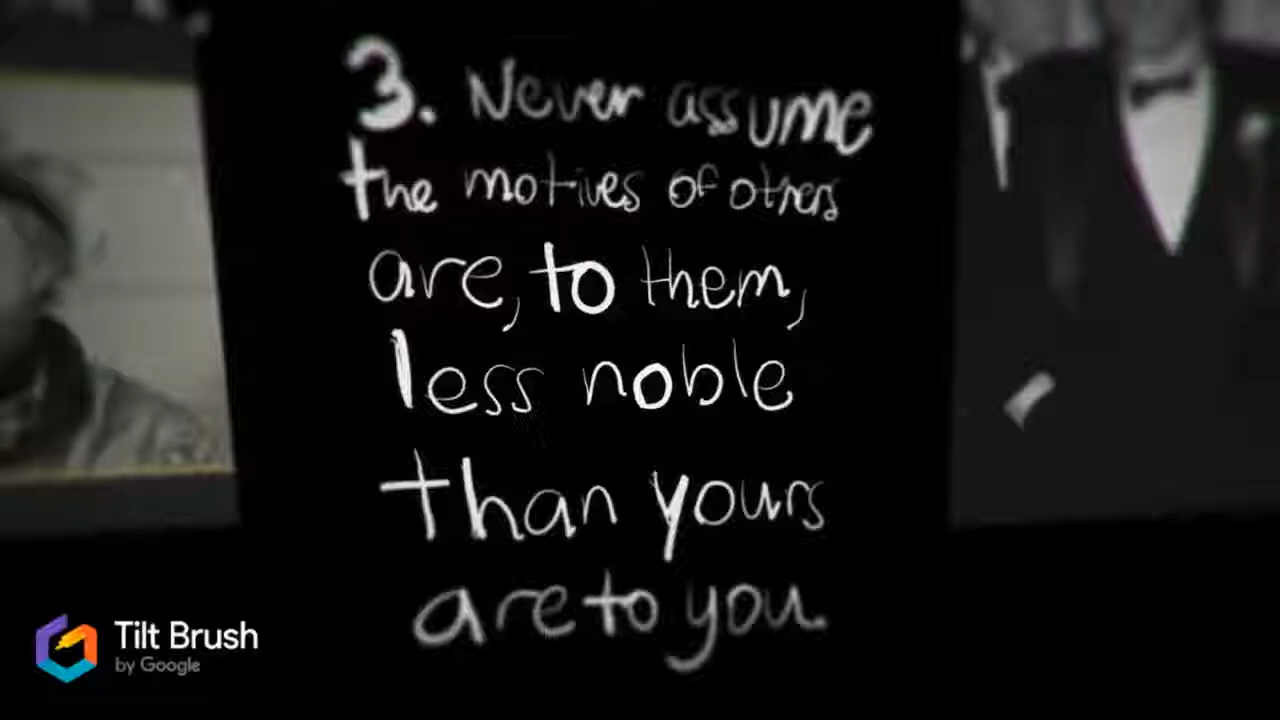 3. Never assume
the motives of others
are, to them,
less noble
than yours
are to you.
Tilt Brush
by Google